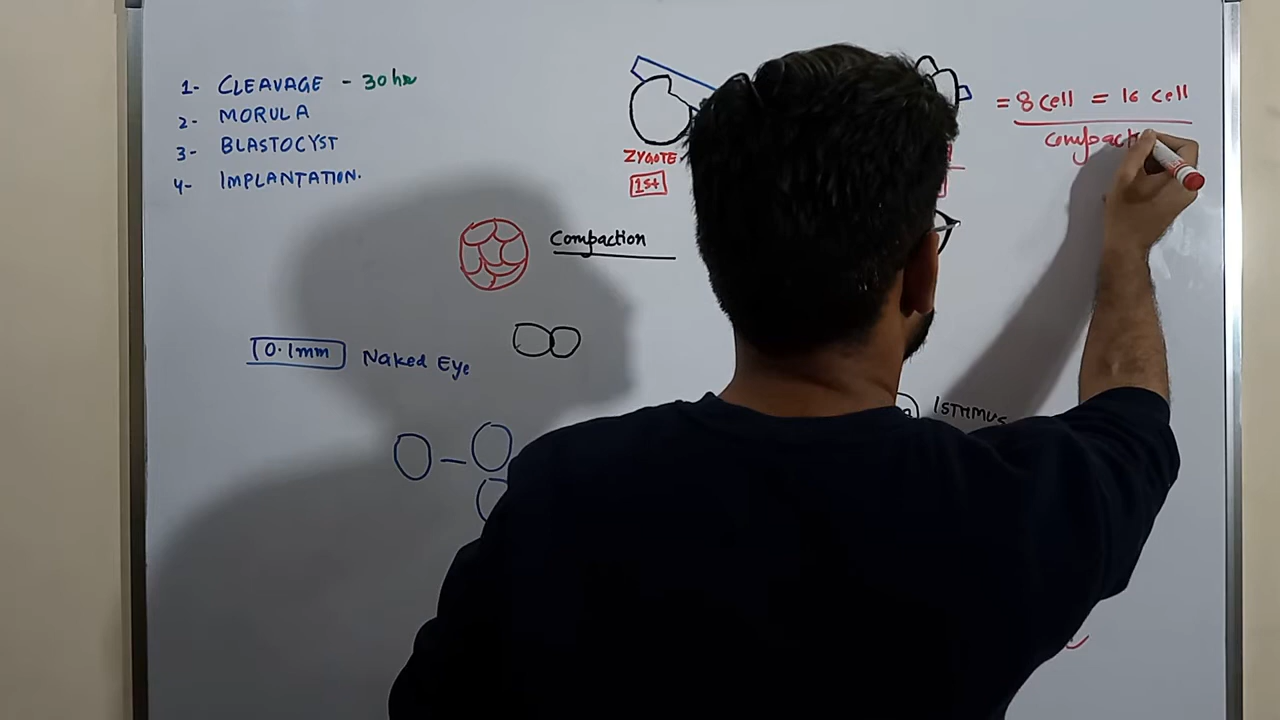 1- CLEAVAGE - 30 hr
2- MORULA
3- BLASTOCYST
4- IMPLANTATION.
ZYGOTE
1st
= 8 cell = 16 cell
compacti
Compaction
0.1mm Naked Eye
ISTHMUS